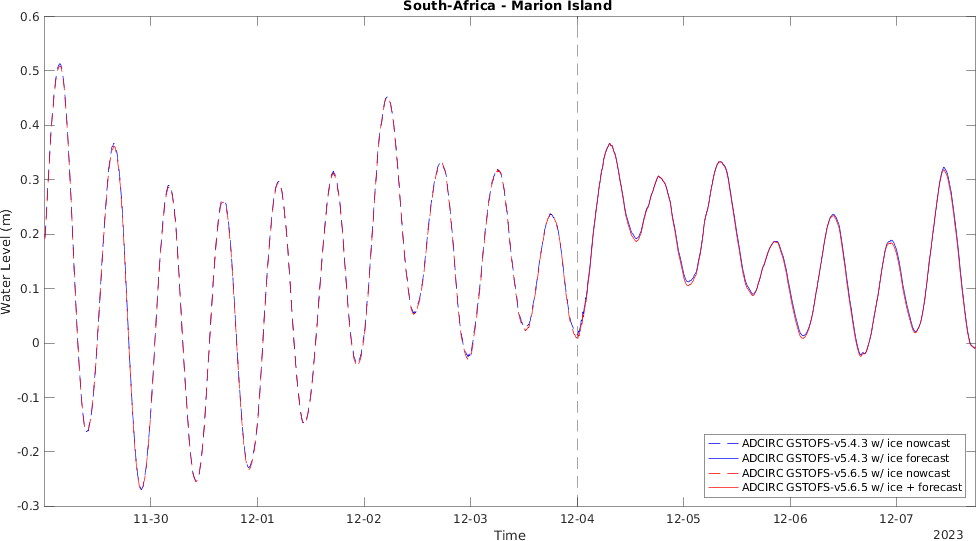 South-Africa - Marion Island
0.6
0.5
0.4
0.3
0.2
0.1
0
-0.1
-0.2
-0.3
Water Level (m)
ADCIRC GSTOFS-v5.4.3 w/ ice nowcast
ADCIRC GSTOFS-v5.4.3 w/ ice forecast
ADCIRC GSTOFS-v5.6.5 w/ ice nowcast
ADCIRC GSTOFS-v5.6.5 w/ ice + forecast
11-30 12-01 12-02 12-03 12-04 12-05 12-06 12-07
Time
2023